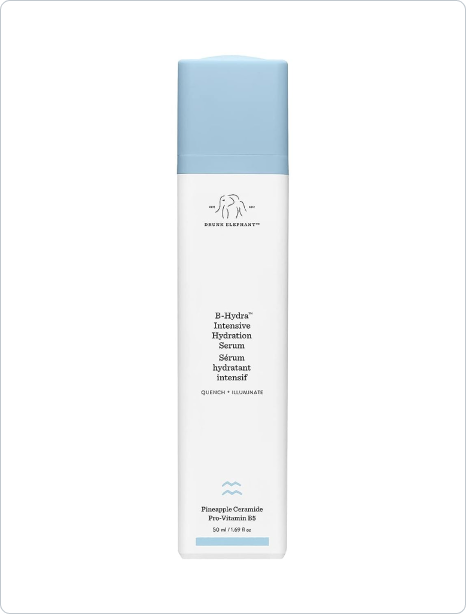 DRUNK ELEPHANT™
B-Hydra™
Intensive
Hydration
Serum
Sérum
hydratant
intensif
QUENCH + ILLUMINATE
Pineapple Ceramide
Pro-Vitamin B5
50 ml / 1.69 fl oz